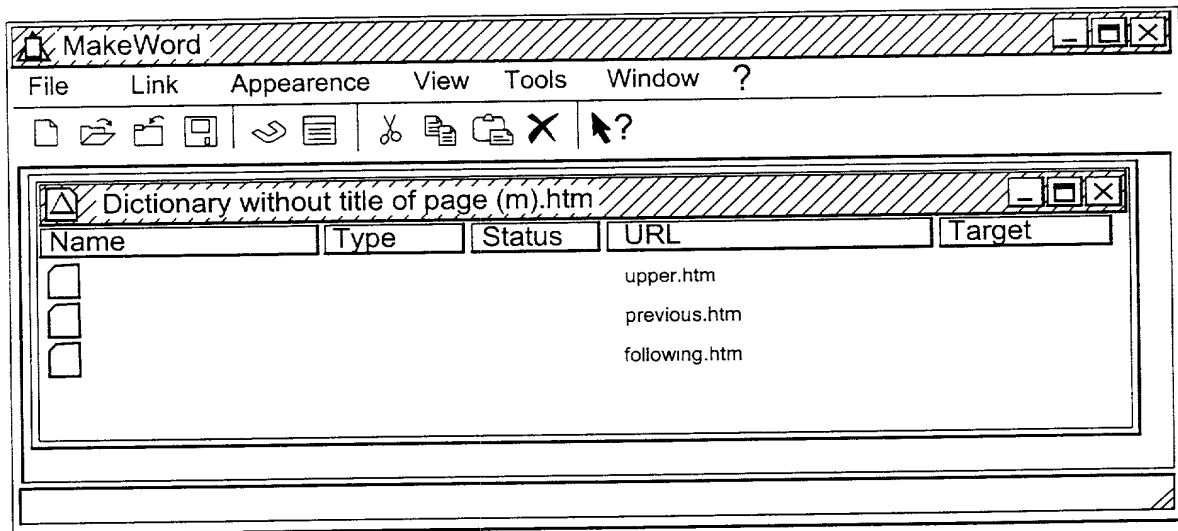 MakeWord
File Link Appearence View Tools Window ?
?
Dictionary without title of page (m).htm
Name Type Status URL Target
upper.htm
previous.htm
following.htm